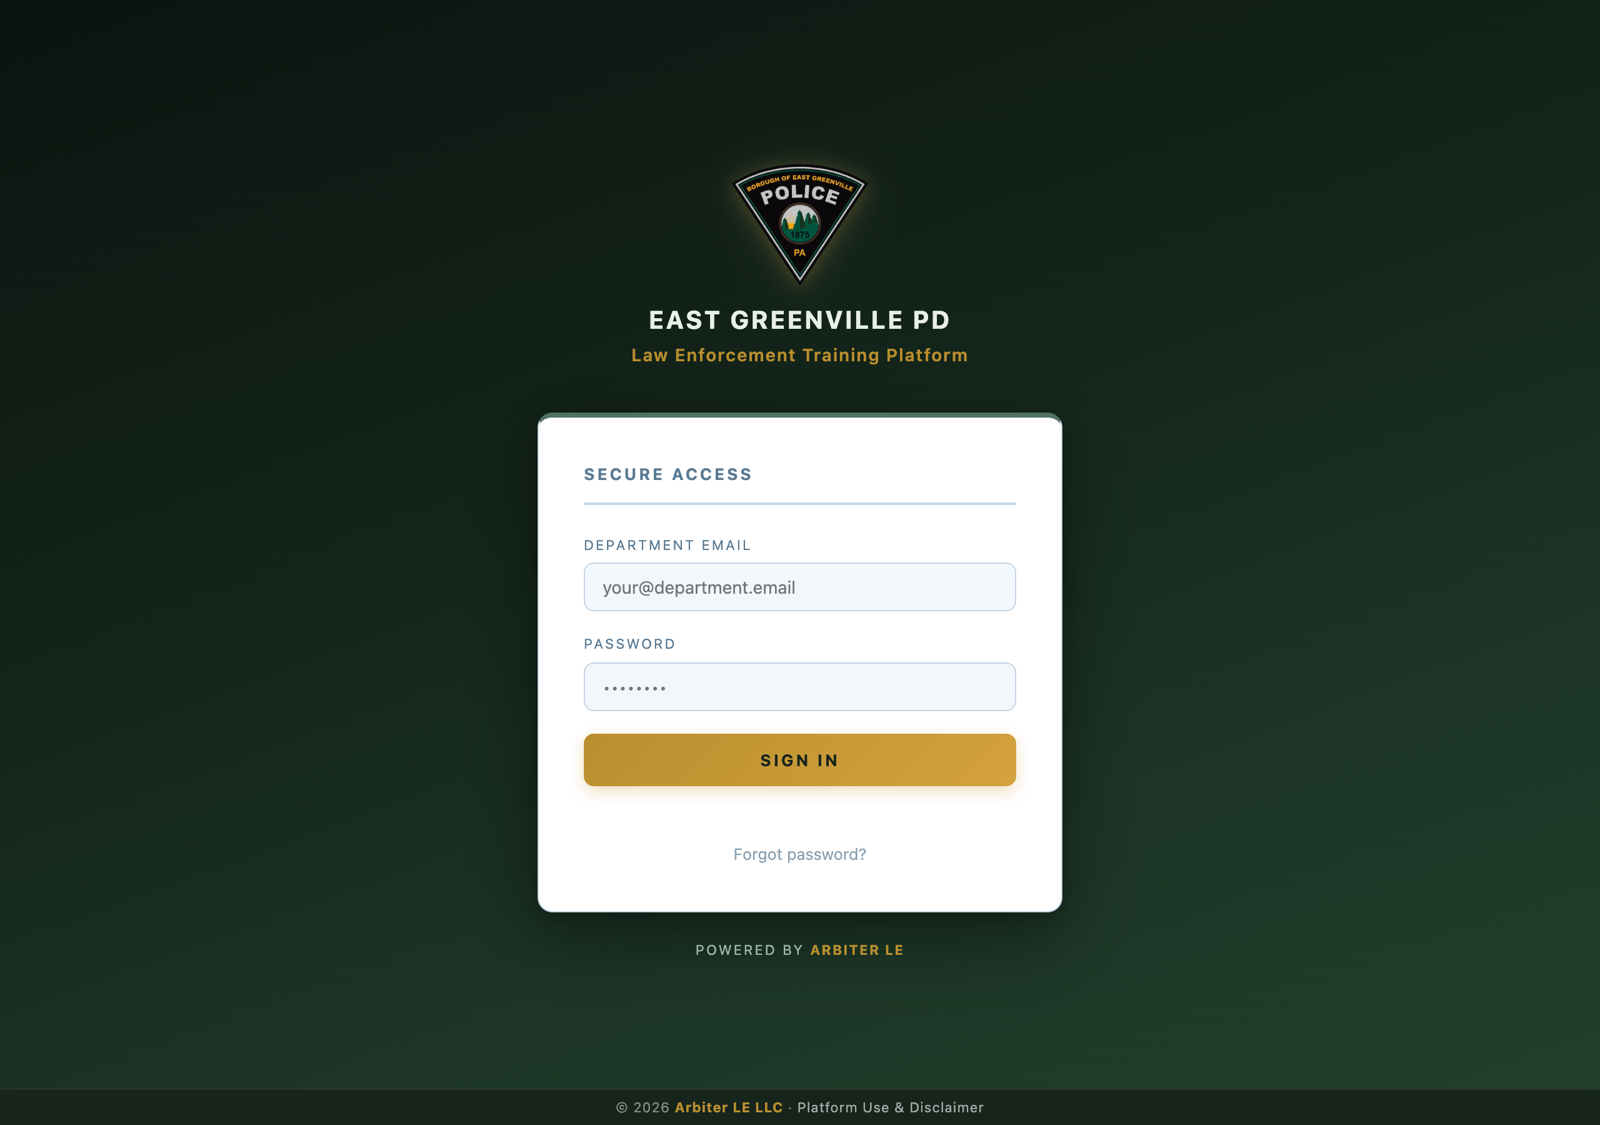 BOROUGH OF EAST GREENVILLE
POLICE
1875
PA
EAST GREENVILLE PD
Law Enforcement Training Platform
SECURE ACCESS
DEPARTMENT EMAIL
your@department.email
PASSWORD
••••••••
SIGN IN
Forgot password?
POWERED BY ARBITER LE
© 2026 Arbiter LE LLC · Platform Use & Disclaimer